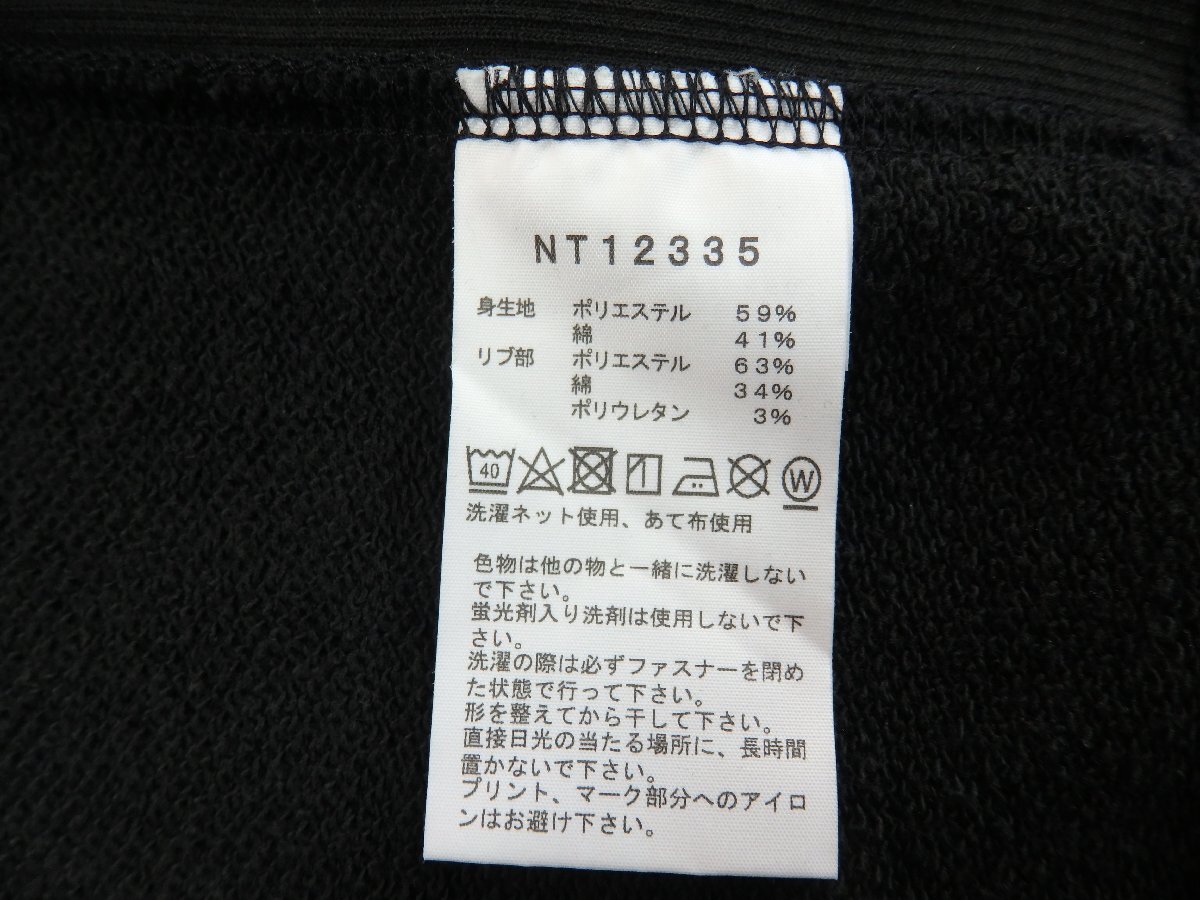 NT12335
身生地 ポリエステル 59%
綿 41%
リブ部 ポリエステル 63%
綿 34%
ポリウレタン 3%
40 W
洗濯ネット使用、あて布使用
色物は他の物と一緒に洗濯しない
で下さい。
蛍光剤入り洗剤は使用しないで下
さい。
洗濯の際は必ずファスナーを閉め
た状態で行って下さい。
形を整えてから干して下さい。
直接日光の当たる場所に、長時間
置かないで下さい。
プリント、マーク部分へのアイロ
ンはお避け下さい。